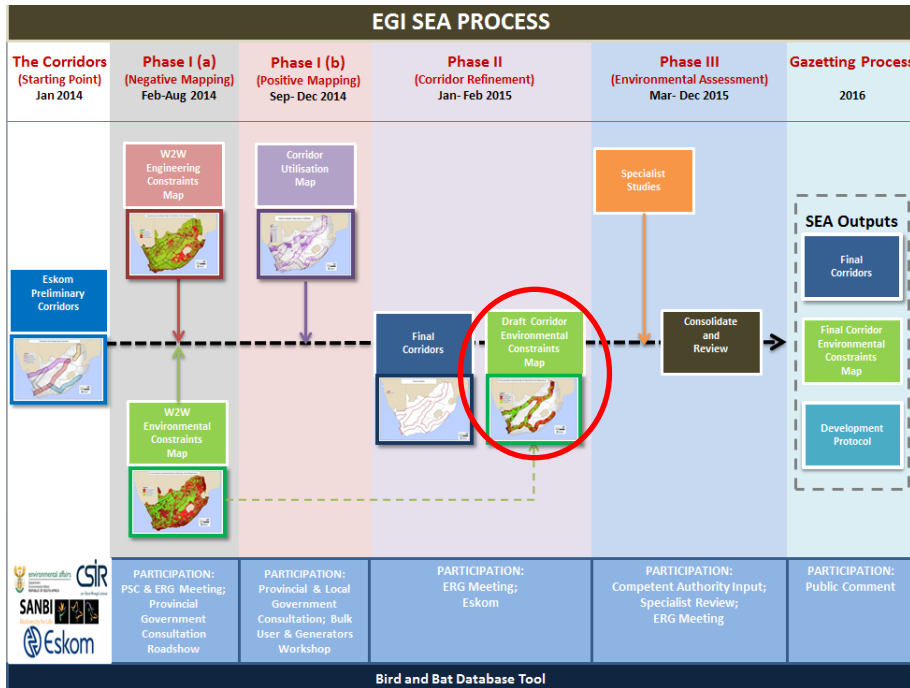 EGI SEA PROCESS
The Corridors
(Starting Point)
Jan 2014
Phase I (a)
(Negative Mapping)
Feb-Aug 2014
Phase I (b)
(Positive Mapping)
Sep- Dec 2014
Phase II
(Corridor Refinement)
Jan- Feb 2015
Phase III
(Environmental Assessment)
Mar- Dec 2015
Gazetting Process
2016
W2W
Engineering
Constraints
Map
Corridor
Utilisation
Map
Specialist
Studies
SEA Outputs
Final
Corridors
Eskom
Preliminary
Corridors
Final
Corridors
Draft Corridor
Environmental
Constraints
Map
Consolidate
and
Review
Final Corridor
Environmental
Constraints
Map
W2W
Environmental
Constraints
Map
Development
Protocol
environmental affairs
CSIR
SANBI
Eskom
PARTICIPATION:
PSC & ERG Meeting;
Provincial
Government
Consultation
Roadshow
PARTICIPATION:
Provincial & Local
Government
Consultation; Bulk
User & Generators
Workshop
PARTICIPATION:
ERG Meeting;
Eskom
PARTICIPATION:
Competent Authority Input;
Specialist Review;
ERG Meeting
PARTICIPATION:
Public Comment
Bird and Bat Database Tool